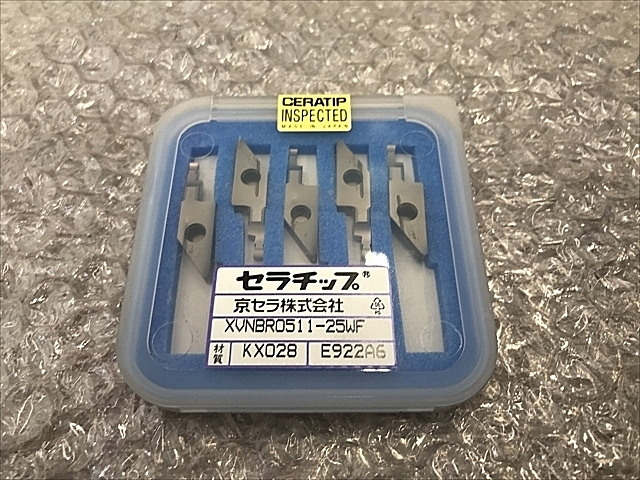 CERATIP
INSPECTED
MADE IN JAPAN
セラチップ®
京セラ株式会社
PS
XVNBR0511-25WF
材質 KX028 E922A6